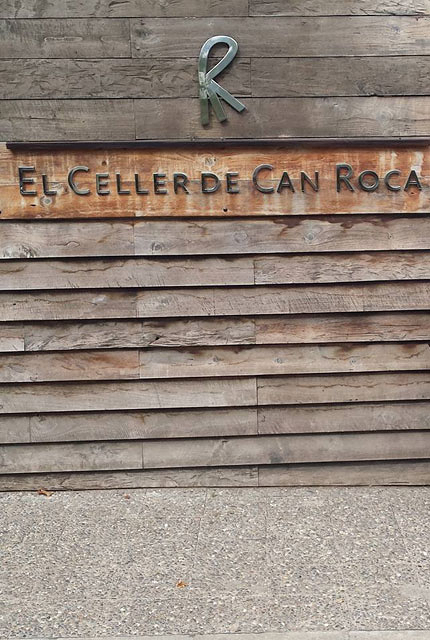 R
EL CELLER DE CAN ROCA